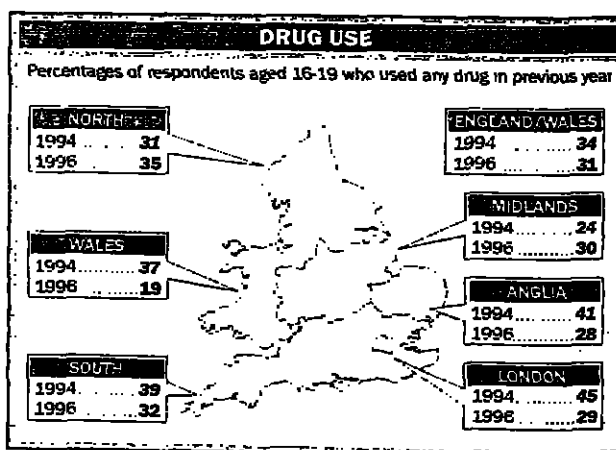 DRUG USE
Percentages of respondents aged 16-19 who used any drug in previous year
NORTH
1994 ...... 31
1996 ...... 35
ENGLAND/WALES
1994 ........ 34
1996 ........ 31
MIDLANDS
1994 ........ 24
1996 ........ 30
WALES
1994 ........ 37
1996 ........ 19
ANGLIA
1994 ........ 41
1996 ........ 28
SOUTH
1994 ........ 39
1996 ........ 32
LONDON
1994 ........ 45
1996 ........ 29